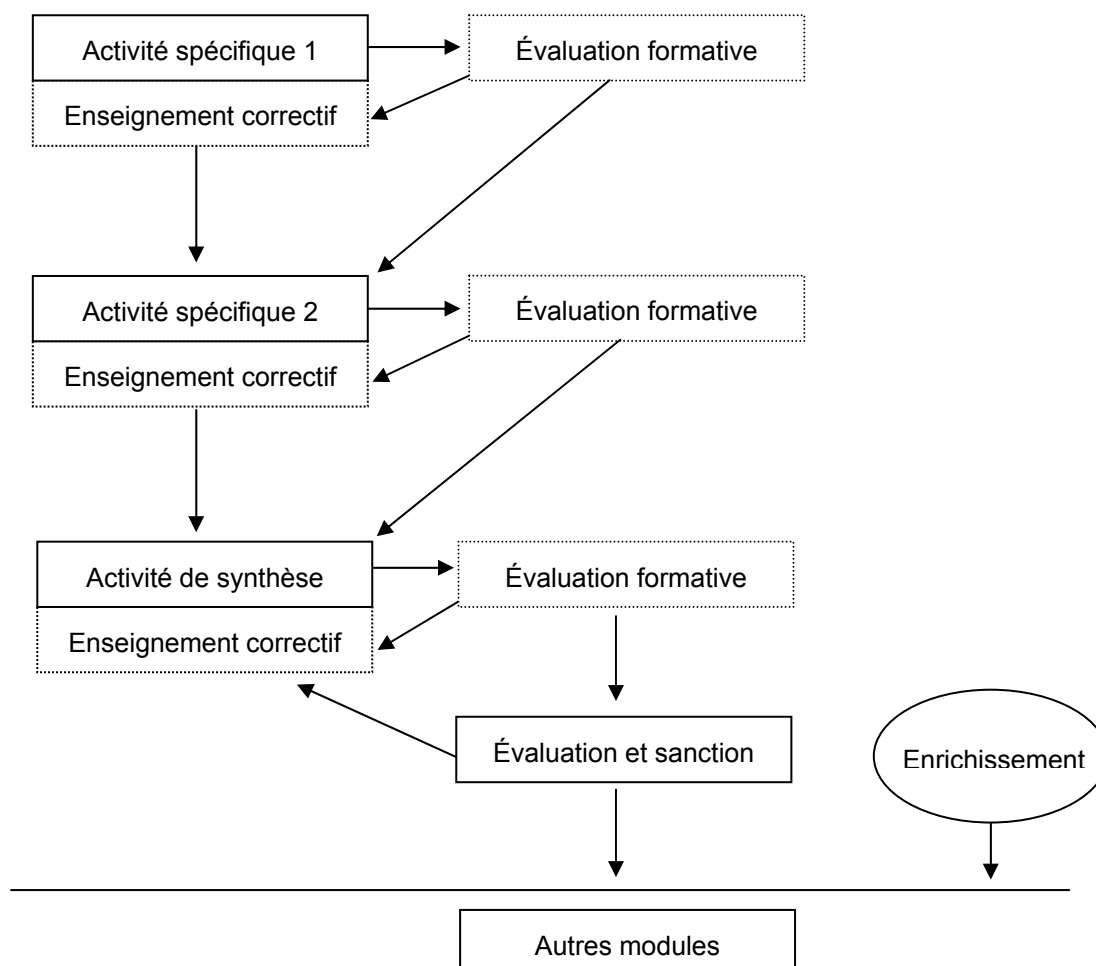 Activité spécifique 1
Évaluation formative
Enseignement correctif
Activité spécifique 2
Évaluation formative
Enseignement correctif
Activité de synthèse
Évaluation formative
Enseignement correctif
Évaluation et sanction
Enrichissement
Autres modules